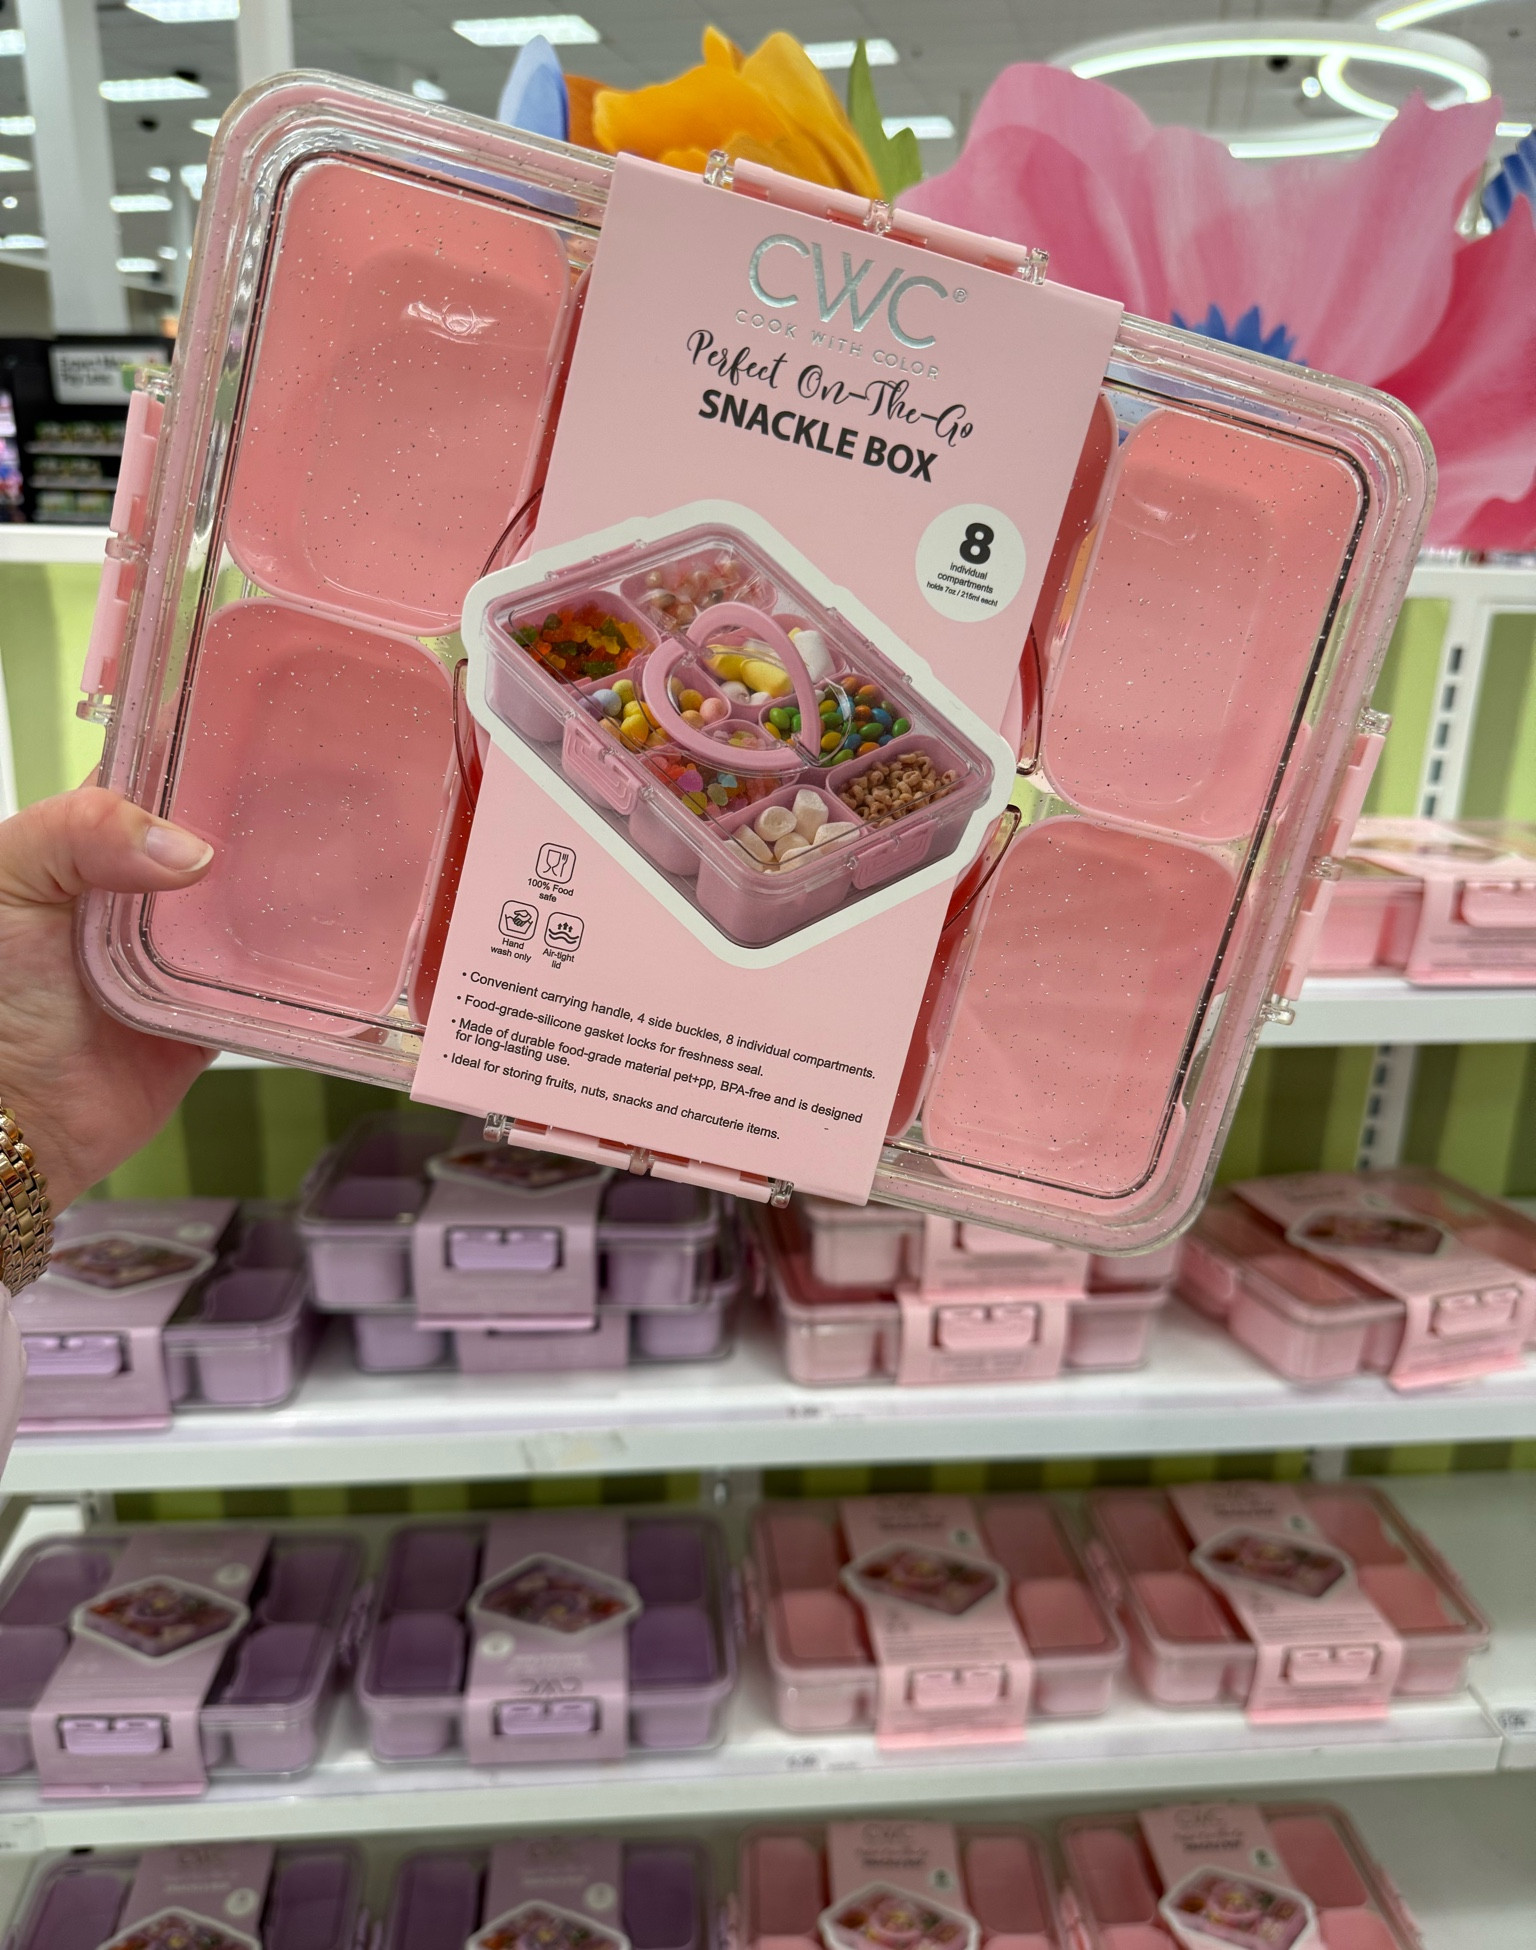 CWC®
COOK WITH COLOR
Perfect On-The-Go
SNACKLE BOX
8
individual
compartments
holds 7oz / 215ml each!
100% Food
safe
Hand
wash only
Air-tight
lid
• Convenient carrying handle, 4 side buckles, 8 individual compartments.
• Food-grade-silicone gasket locks for freshness seal.
• Made of durable food-grade material pet+pp, BPA-free and is designed
for long-lasting use.
• Ideal for storing fruits, nuts, snacks and charcuterie items.
CWC
CWC